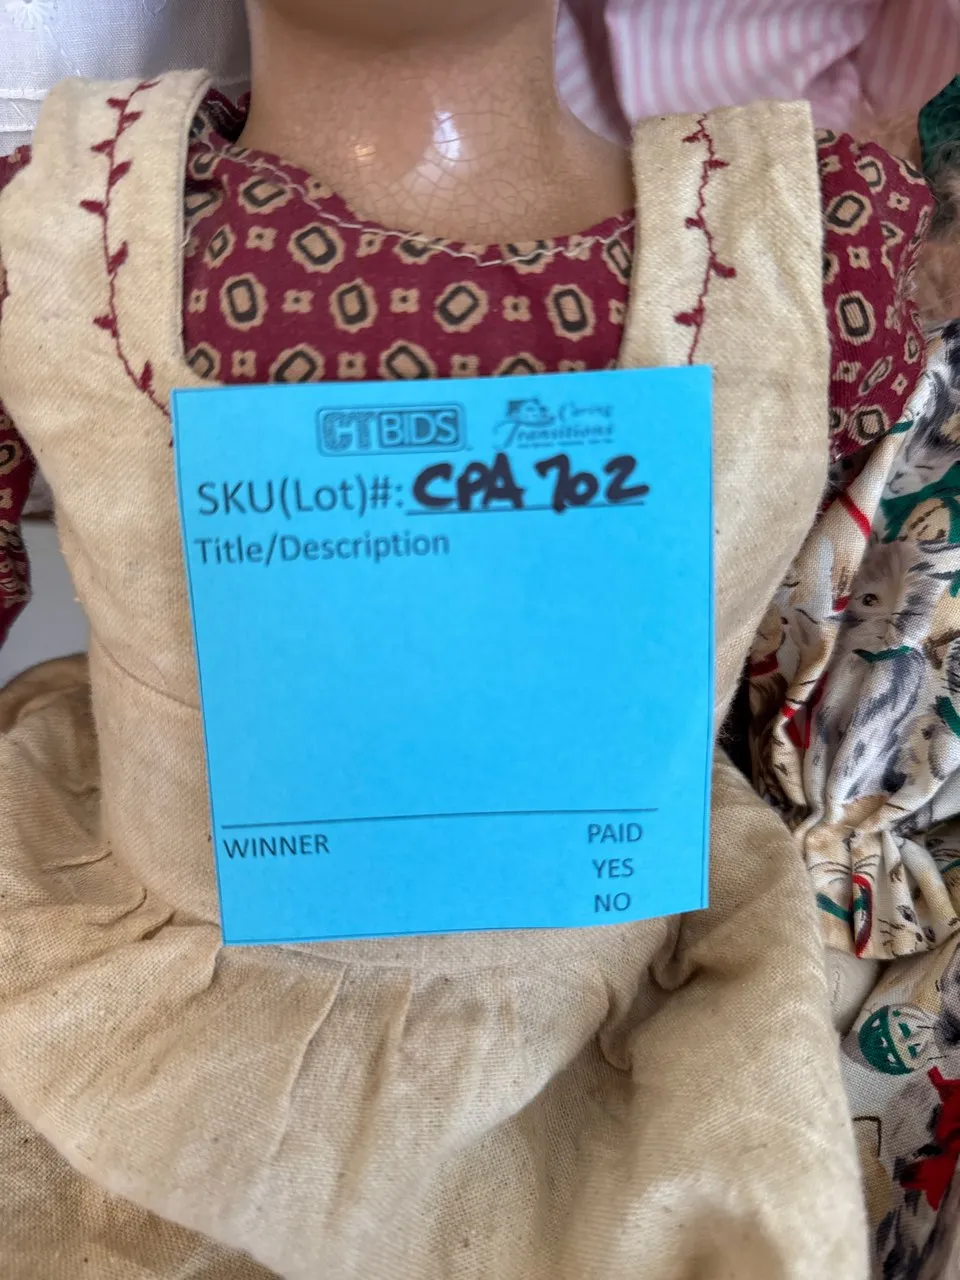 CTBIDS Caring Transitions
SKU(Lot)#: CPA 702
Title/Description
WINNER PAID
YES
NO